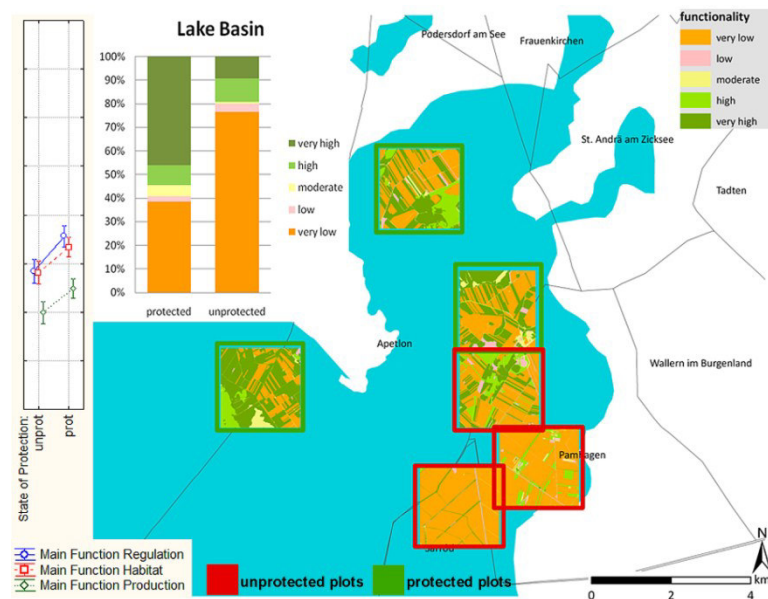 Lake Basin
100%
90%
80%
70%
60%
50%
40%
30%
20%
10%
0%
protected
unprotected
very high
high
moderate
low
very low
Podersdorf am See
Frauenkirchen
St. Andrä am Zicksee
Tadten
Apetlon
Wallern im Burgenland
Pamhagen
Sarród
functionality
very low
low
moderate
high
very high
State of Protection:
unprot
prot
Main Function Regulation
Main Function Habitat
Main Function Production
unprotected plots
protected plots
N
0 2 4
km